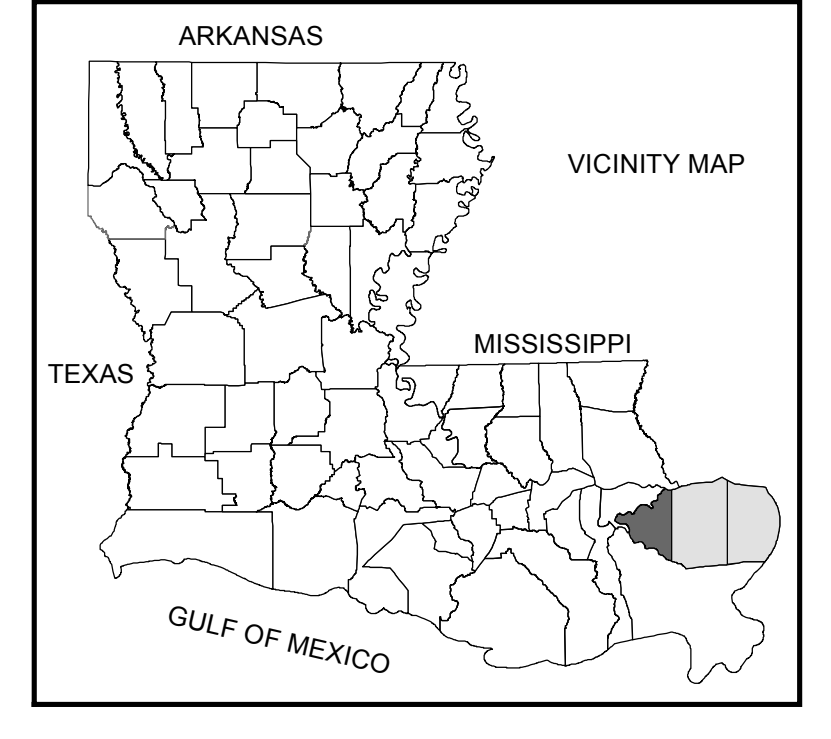 ARKANSAS
VICINITY MAP
MISSISSIPPI
TEXAS
GULF OF MEXICO